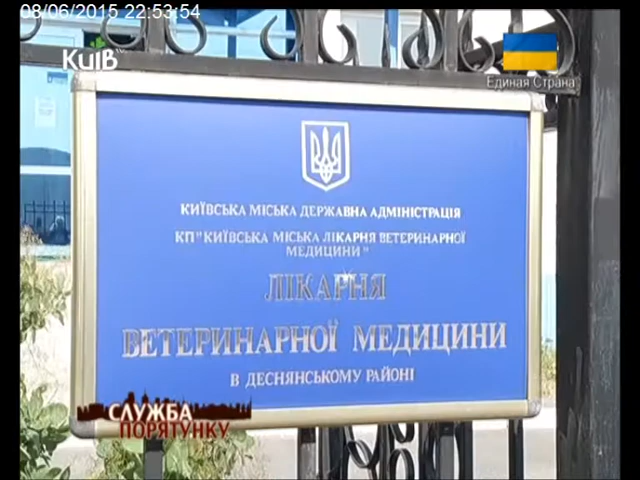 08/06/2015 22:53:54
КиїВ
Единая Страна
КИЇВСЬКА МІСЬКА ДЕРЖАВНА АДМІНІСТРАЦІЯ
КП"КИЇВСЬКА МІСЬКА ЛІКАРНЯ ВЕТЕРИНАРНОЇ
МЕДИЦИНИ"
ЛІКАРНЯ
ВЕТЕРИНАРНОЇ МЕДИЦИНИ
В ДЕСНЯНСЬКОМУ РАЙОНІ
СЛУЖБА
ПОРЯТУНКУ